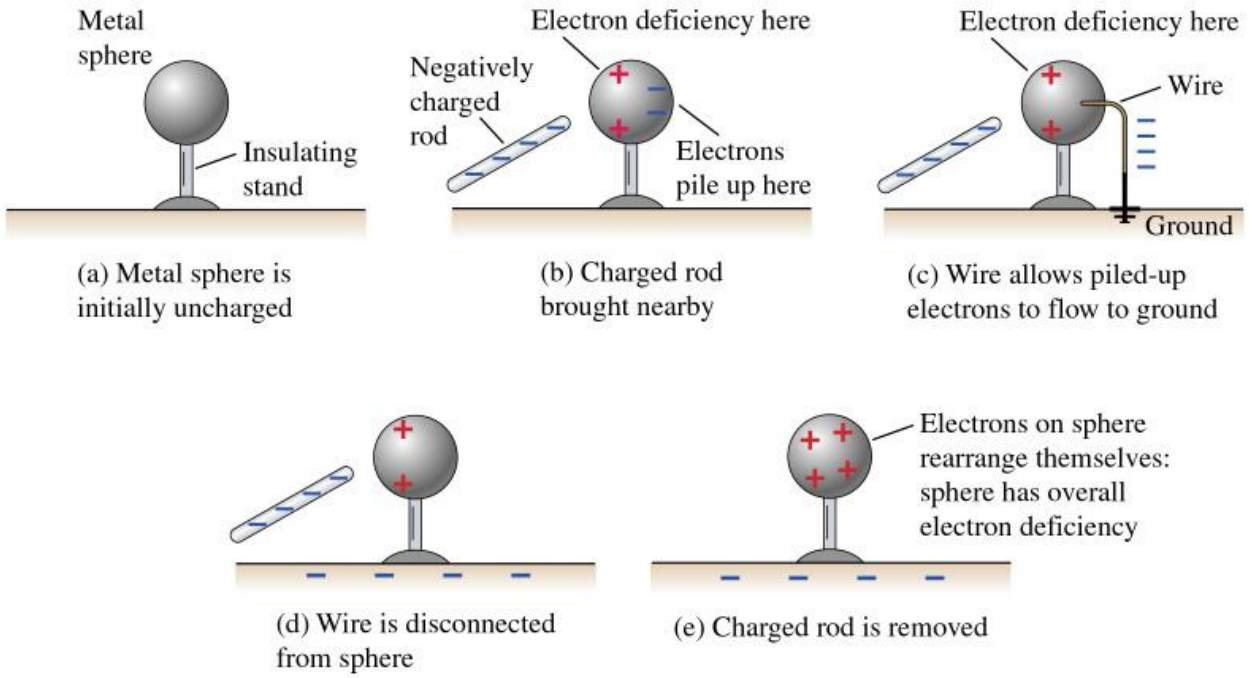 Metal
sphere
Insulating
stand
(a) Metal sphere is
initially uncharged
Electron deficiency here
Negatively
charged
rod
Electrons
pile up here
(b) Charged rod
brought nearby
Electron deficiency here
Wire
Ground
(c) Wire allows piled-up
electrons to flow to ground
(d) Wire is disconnected
from sphere
Electrons on sphere
rearrange themselves:
sphere has overall
electron deficiency
(e) Charged rod is removed